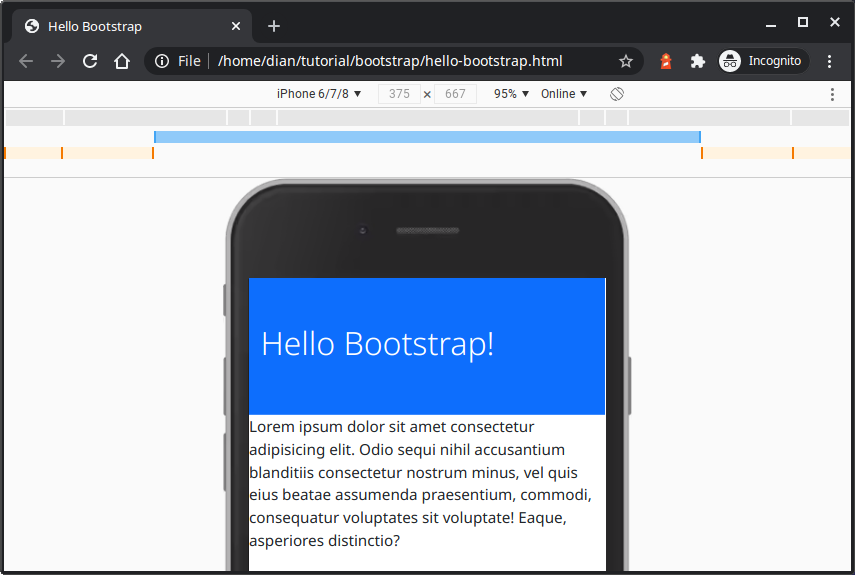 Hello Bootstrap
File
/home/dian/tutorial/bootstrap/hello-bootstrap.html
Incognito
iPhone 6/7/8 ▼ 375 × 667 95% ▼ Online ▼
Hello Bootstrap!
Lorem ipsum dolor sit amet consectetur
adipisicing elit. Odio sequi nihil accusantium
blanditiis consectetur nostrum minus, vel quis
eius beatae assumenda praesentium, commodi,
consequatur voluptates sit voluptate! Eaque,
asperiores distinctio?